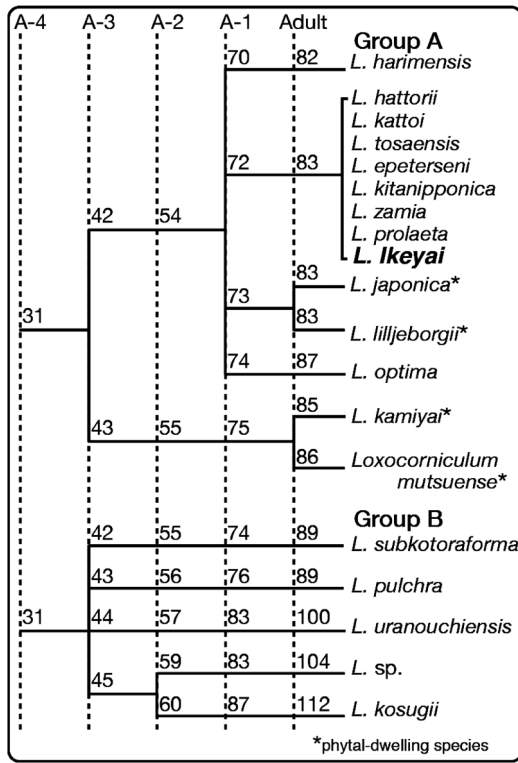 A-4 A-3 A-2 A-1 Adult
Group A
70 82 L. harimensis
L. hattorii
L. kattoi
L. tosaensis
72 83 L. epeterseni
L. kitanipponica
L. zamia
42 54 L. prolaeta
L. Ikeyai
83
73 L. japonica*
31 83
L. lilljeborgii*
74 87 L. optima
85
43 55 75 L. kamiyai*
86 Loxocorniculum
mutsuense*
Group B
42 55 74 89 L. subkotoraforma
43 56 76 89 L. pulchra
31 44 57 83 100 L. uranouchiensis
59 83 104 L. sp.
45
60 87 112 L. kosugii
*phytal-dwelling species